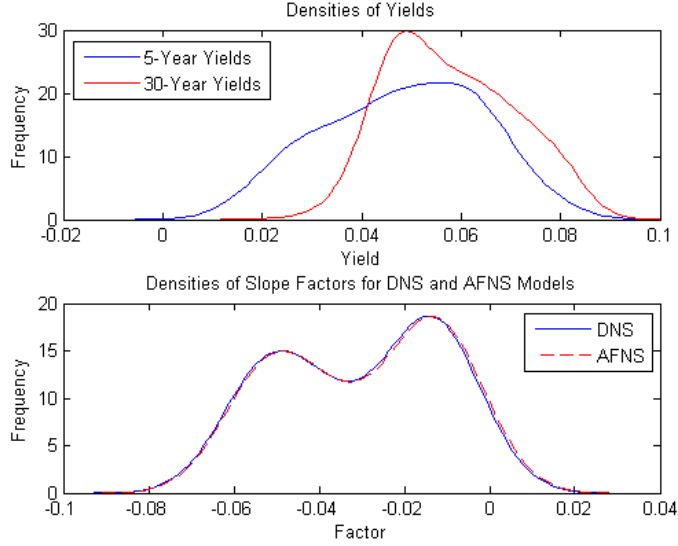 Densities of Yields
30
20
10
0
Frequency
5-Year Yields
30-Year Yields
-0.02
0
0.02
0.04
0.06
0.08
0.1
Yield
Densities of Slope Factors for DNS and AFNS Models
20
15
10
5
0
Frequency
DNS
AFNS
-0.1
-0.08
-0.06
-0.04
-0.02
0
0.02
0.04
Factor